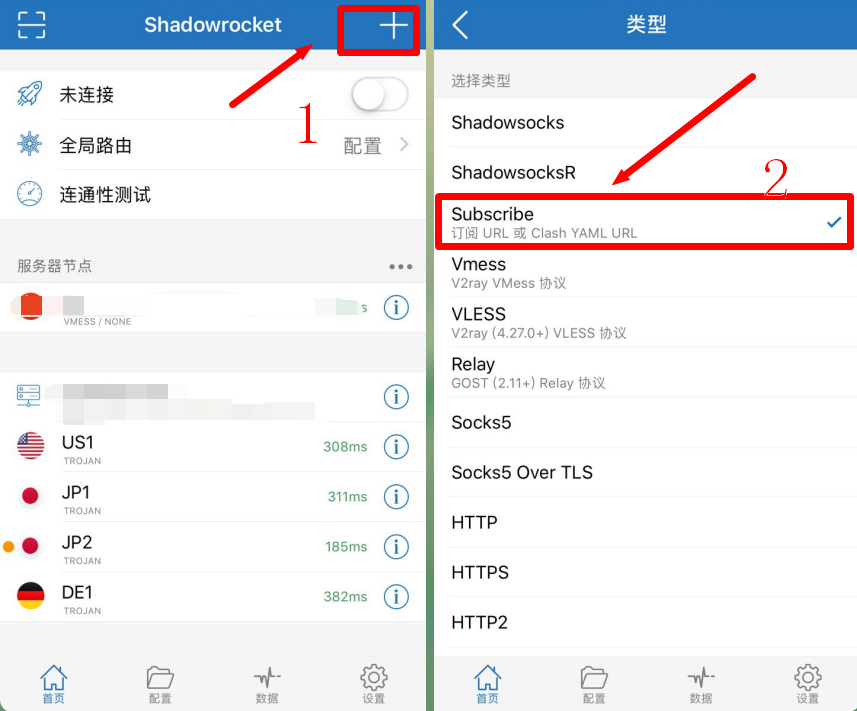 Shadowrocket
1
未连接
全局路由
配置
连通性测试
服务器节点
s
VMESS / NONE
US1
308ms
TROJAN
JP1
311ms
TROJAN
JP2
185ms
TROJAN
DE1
382ms
TROJAN
首页
配置
数据
设置
类型
选择类型
Shadowsocks
ShadowsocksR
2
Subscribe
订阅 URL 或 Clash YAML URL
Vmess
V2ray VMess 协议
VLESS
V2ray (4.27.0+) VLESS 协议
Relay
GOST (2.11+) Relay 协议
Socks5
Socks5 Over TLS
HTTP
HTTPS
HTTP2
首页
配置
数据
设置